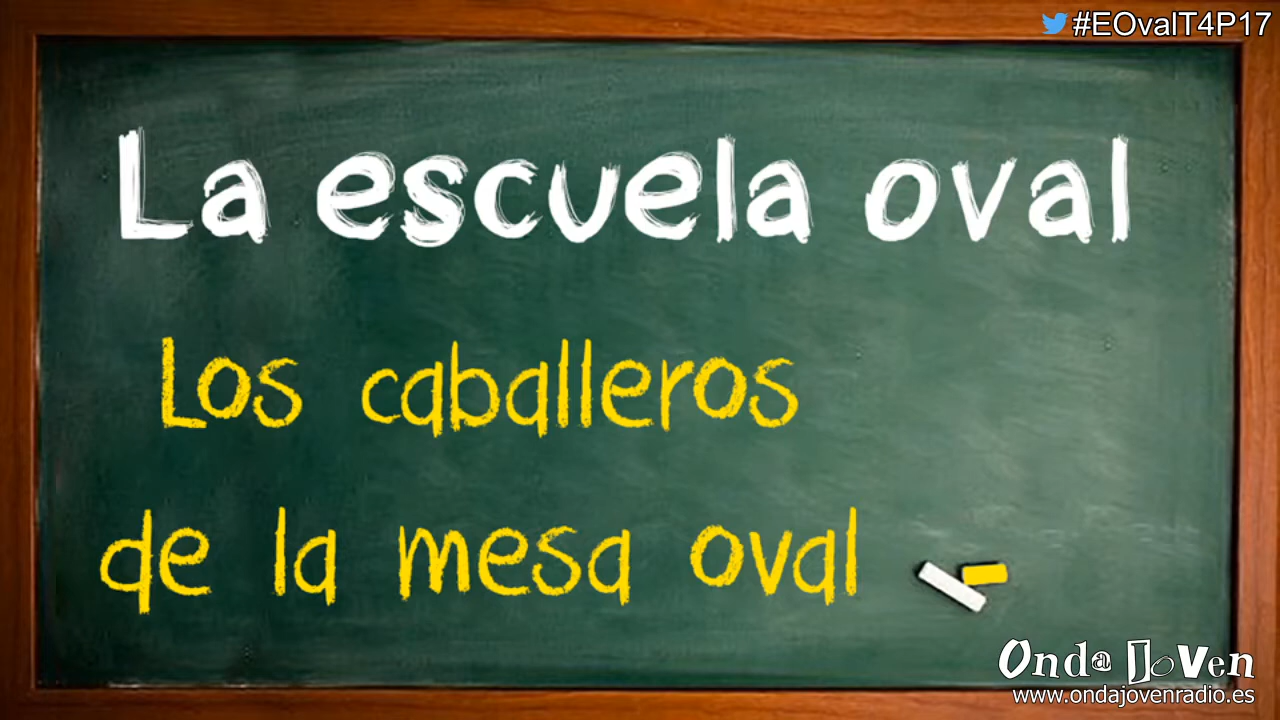 #EOvalT4P17
La escuela oval
Los caballeros
de la mesa oval
Onda Joven
www.ondajovenradio.es